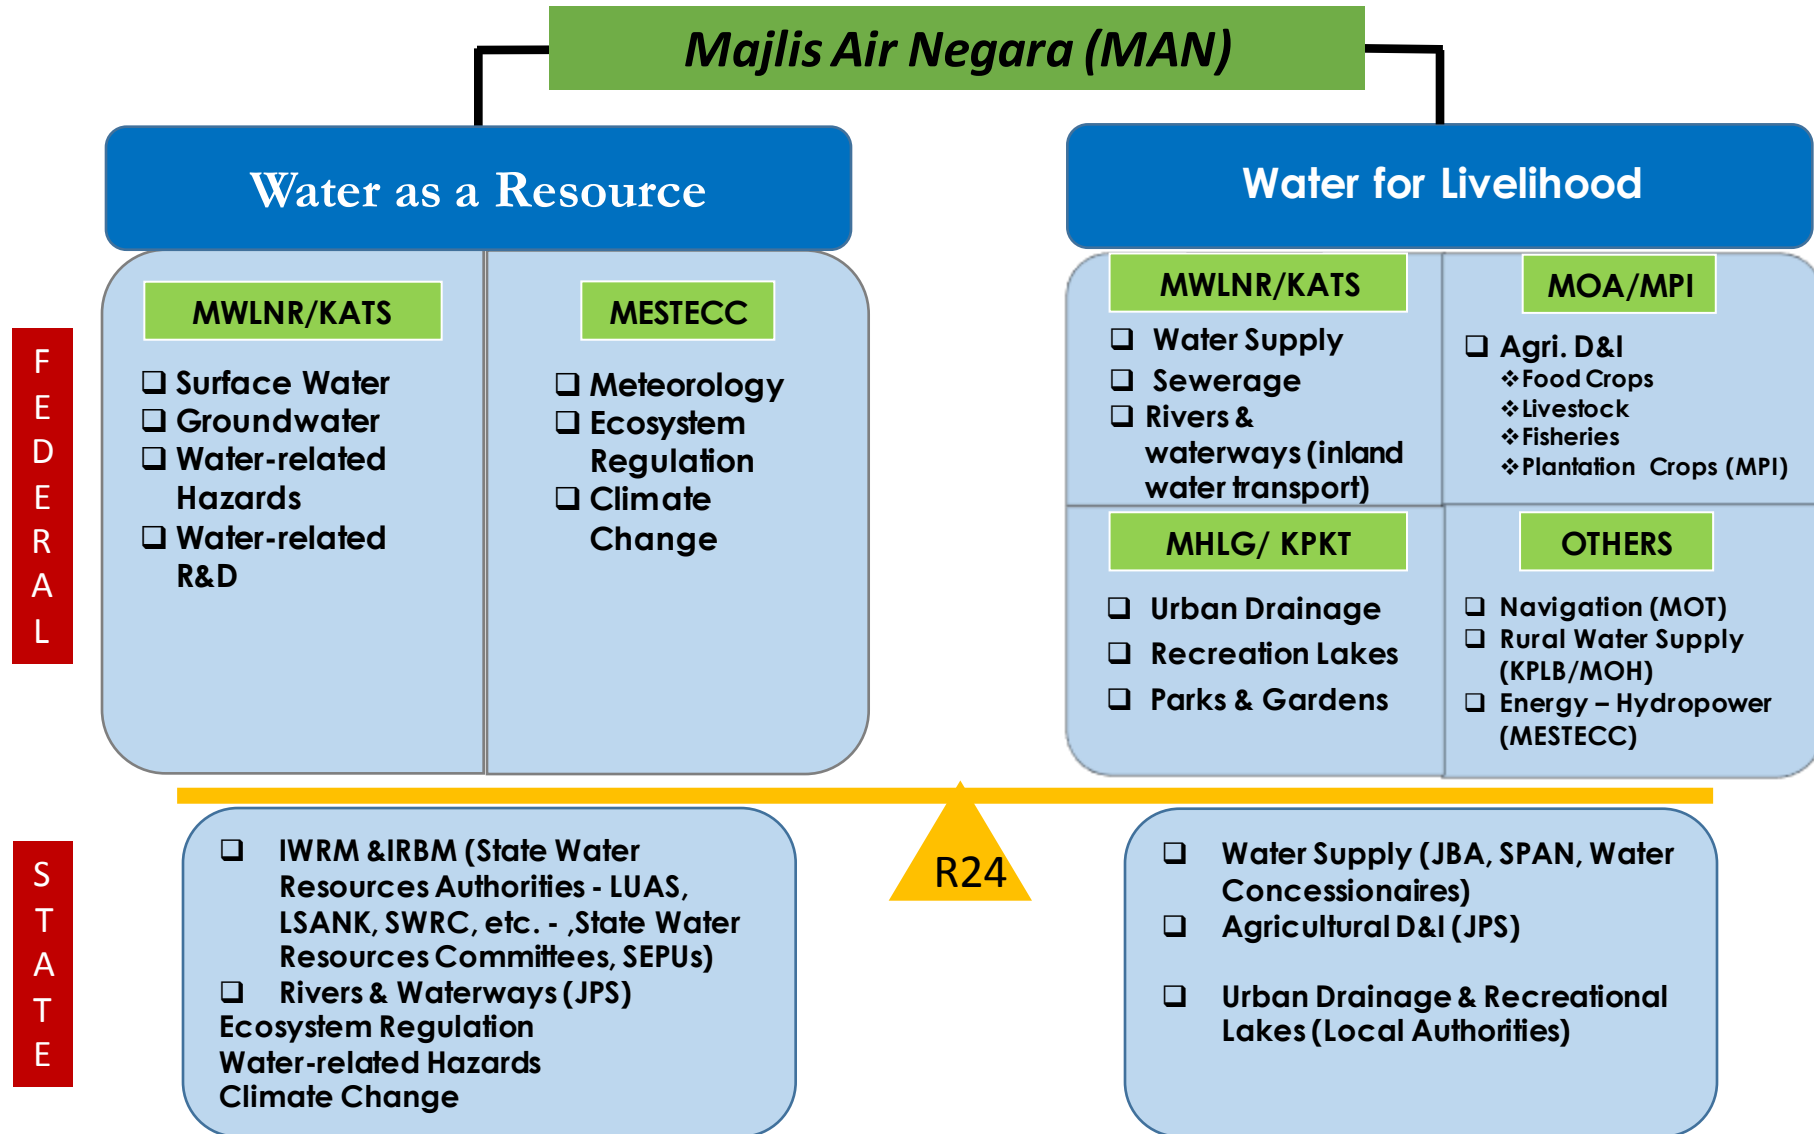 Majlis Air Negara (MAN)
Water as a Resource
Water for Livelihood
FEDERAL
MWLNR/KATS
❑ Surface Water
❑ Groundwater
❑ Water-related
Hazards
❑ Water-related
R&D
MESTECC
❑ Meteorology
❑ Ecosystem
Regulation
❑ Climate
Change
MWLNR/KATS
❑ Water Supply
❑ Sewerage
❑ Rivers &
waterways (inland
water transport)
MOA/MPI
❑ Agri. D&I
❖Food Crops
❖Livestock
❖Fisheries
❖Plantation Crops (MPI)
MHLG/ KPKT
❑ Urban Drainage
❑ Recreation Lakes
❑ Parks & Gardens
OTHERS
❑ Navigation (MOT)
❑ Rural Water Supply
(KPLB/MOH)
❑ Energy – Hydropower
(MESTECC)
R24
STATE
❑ IWRM &IRBM (State Water
Resources Authorities - LUAS,
LSANK, SWRC, etc. - ,State Water
Resources Committees, SEPUs)
❑ Rivers & Waterways (JPS)
Ecosystem Regulation
Water-related Hazards
Climate Change
❑ Water Supply (JBA, SPAN, Water
Concessionaires)
❑ Agricultural D&I (JPS)
❑ Urban Drainage & Recreational
Lakes (Local Authorities)